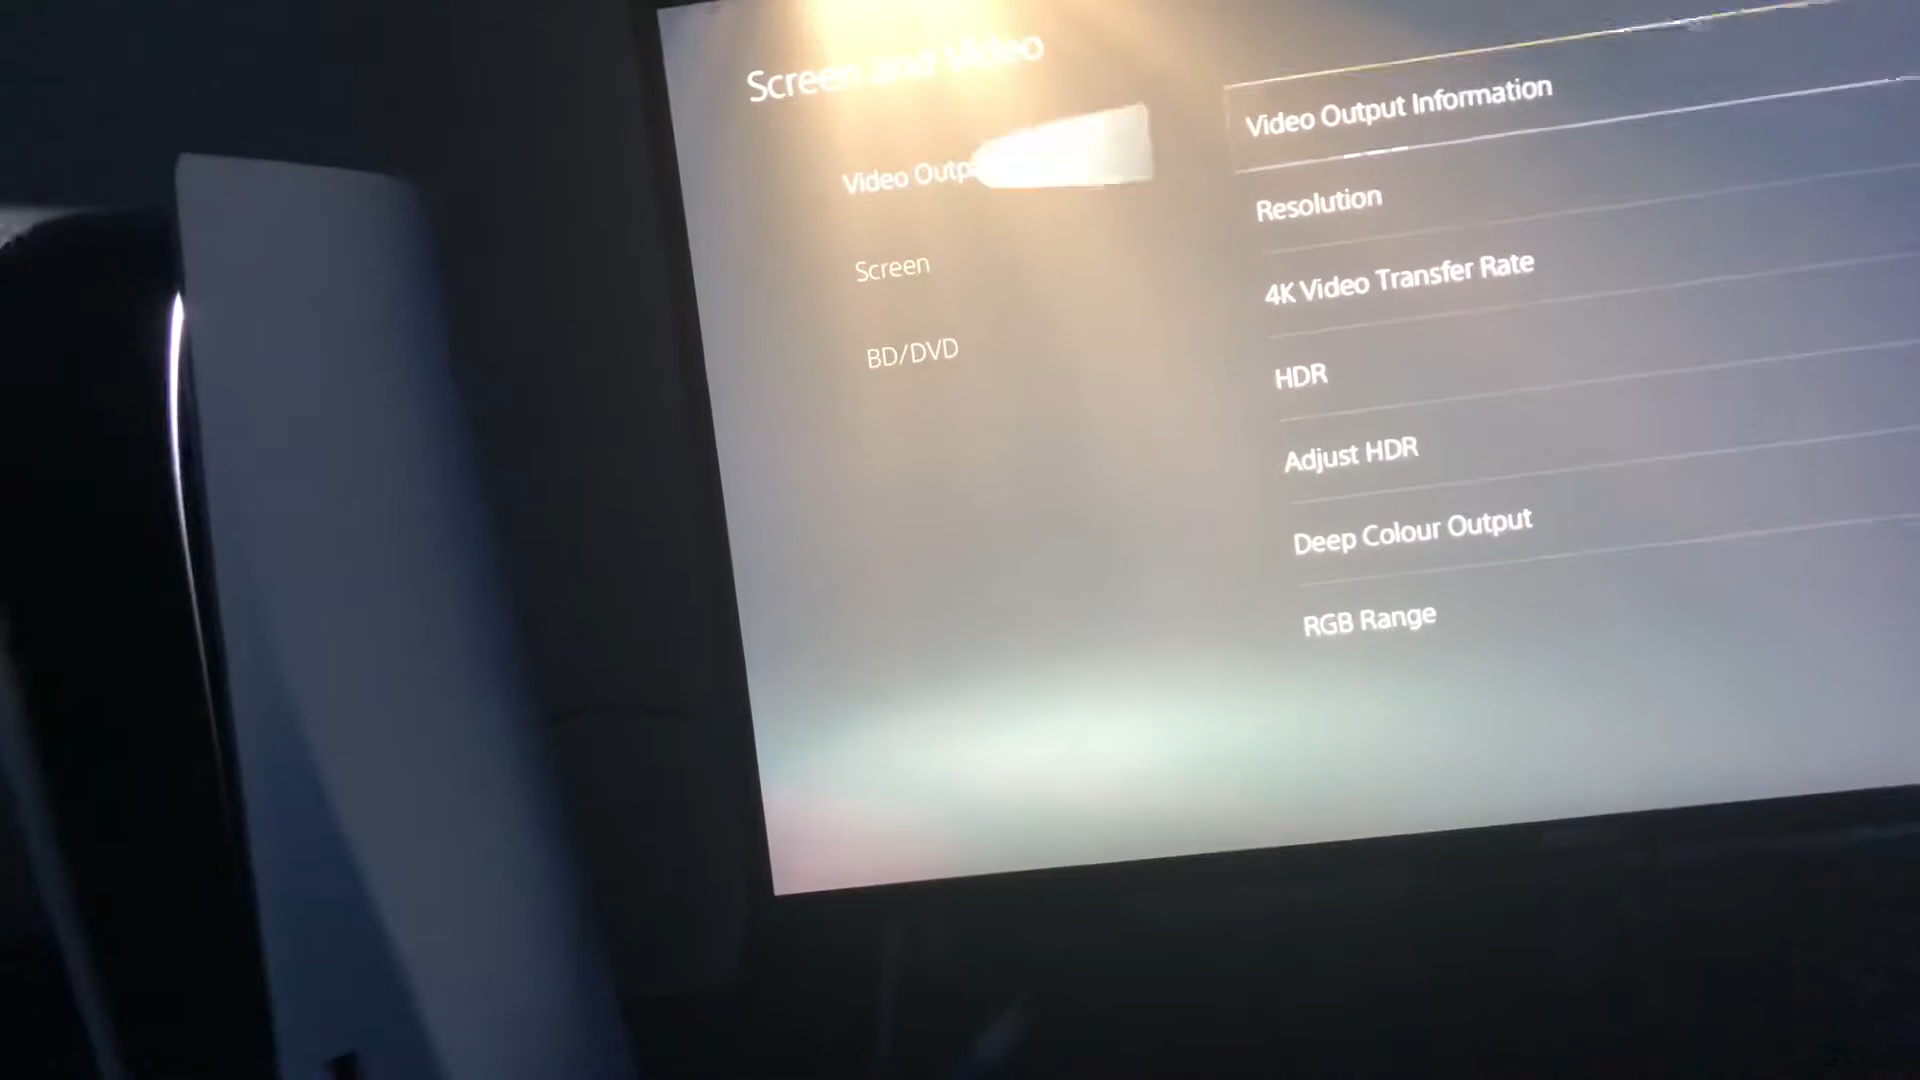 Screen and Video
Video Outp
Screen
BD/DVD
Video Output Information
Resolution
4K Video Transfer Rate
HDR
Adjust HDR
Deep Colour Output
RGB Range